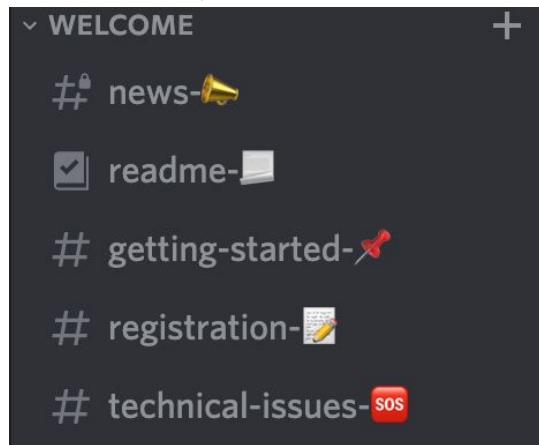 WELCOME
news-📣
readme-📃
getting-started-📌
registration-📝
technical-issues-🆘